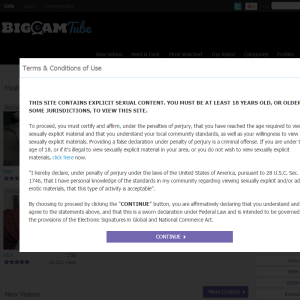 BIGCAMTube
Terms & Conditions of Use
THIS SITE CONTAINS EXPLICIT SEXUAL CONTENT. YOU MUST BE AT LEAST 18 YEARS OLD, OR OLDER
SOME JURISDICTIONS, TO VIEW THIS SITE.
To proceed, you must certify and affirm, under the penalties of perjury, that you have reached the age required to view
sexually explicit material and that you understand your local community standards, as well as your willingness to view
sexually explicit materials. Providing a false declaration under penalty of perjury is a criminal offense. If you are under t
age of 18, or if it's illegal to view sexually explicit material in your area, or you do not wish to view sexually explicit
materials, click here now.
"I hereby declare, under penalty of perjury under the laws of the United States of America, pursuant to 28 U.S.C. Sec.
1746, that I have personal knowledge of the standards in my community regarding viewing sexually explicit and/or ad
erotic materials, that this type of activity is acceptable".
By choosing to proceed by clicking the "CONTINUE" button, you are affirmatively declaring that you understand and
agree to the statements above, and that this is a sworn declaration under Federal Law and is intended to be governed
the provisions of the Electronic Signatures in Global and National Commerce Act.
CONTINUE
New Videos